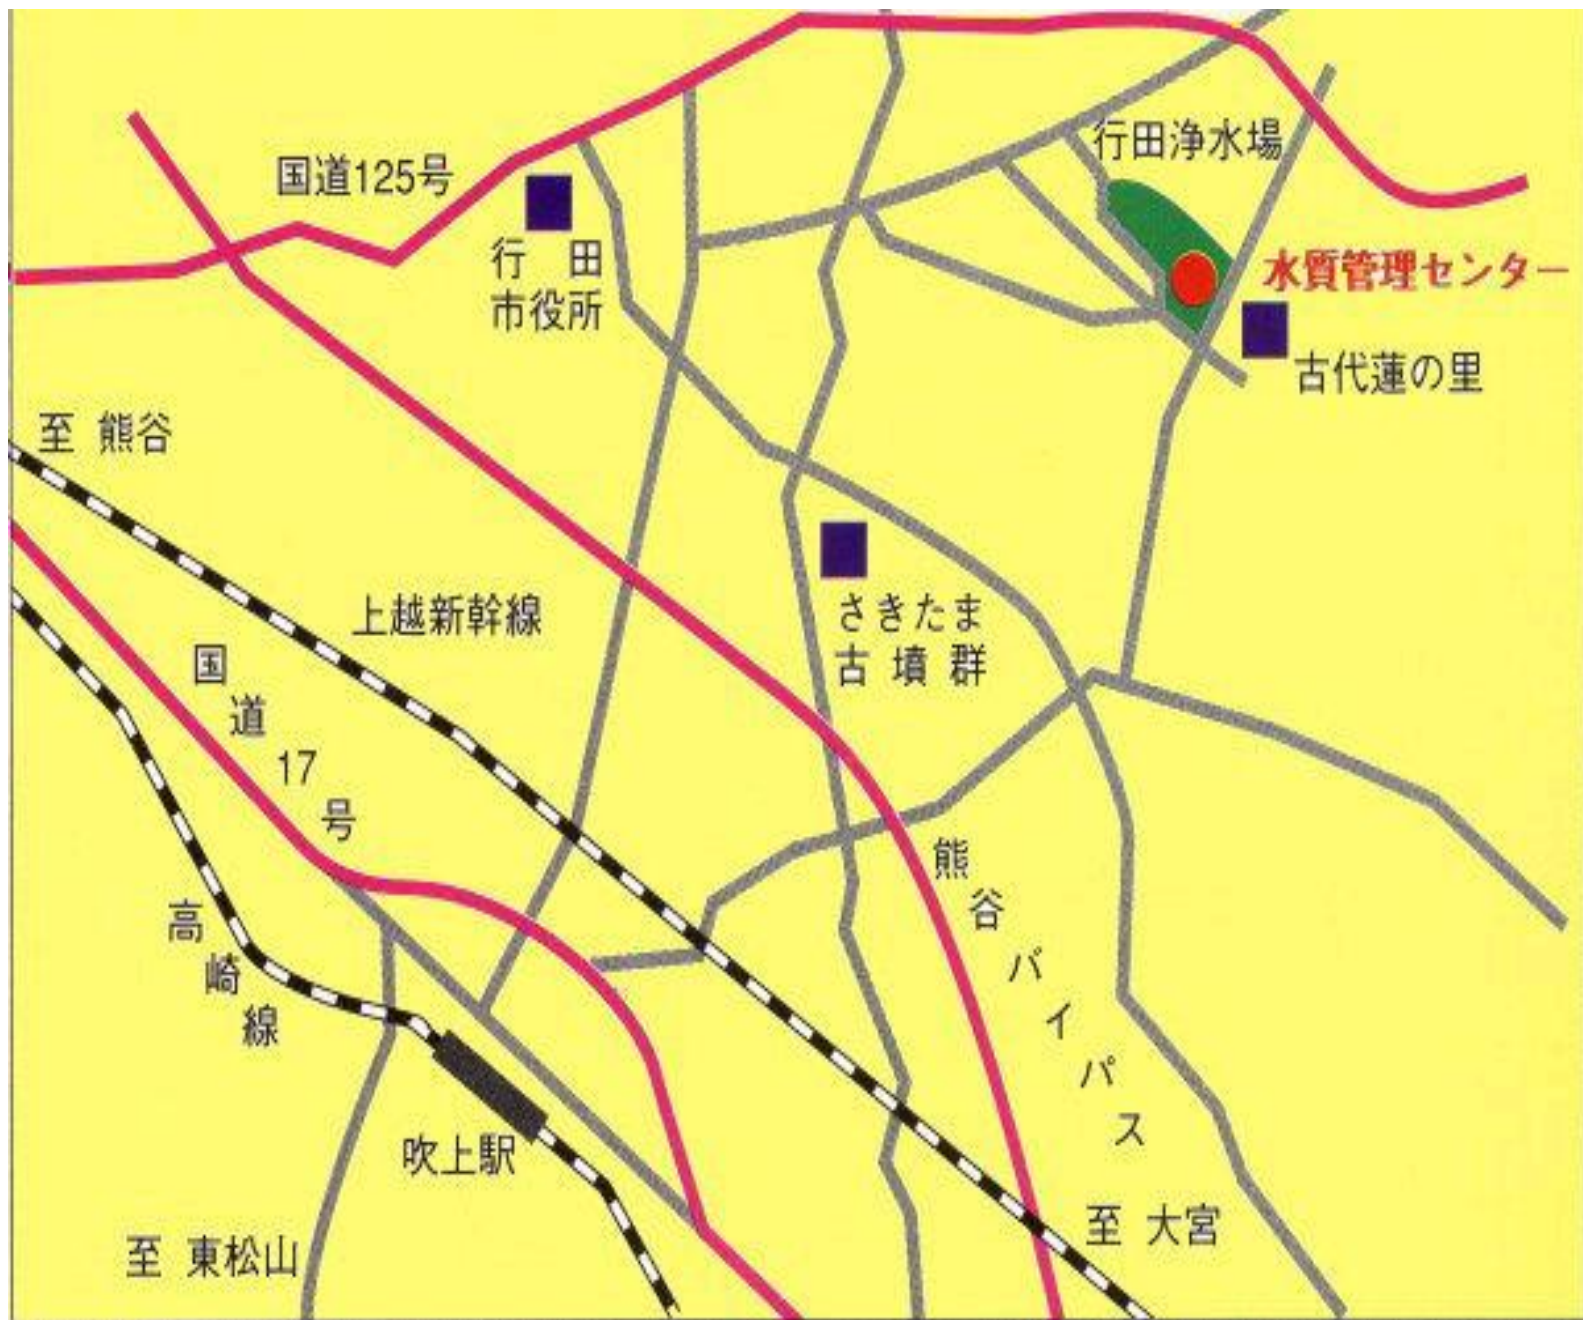 行田浄水場
国道125号
行 田
市役所
水質管理センター
古代蓮の里
至 熊谷
上越新幹線
さきたま
古 墳 群
国道17号
熊谷バイパス
高崎線
吹上駅
至 大宮
至 東松山